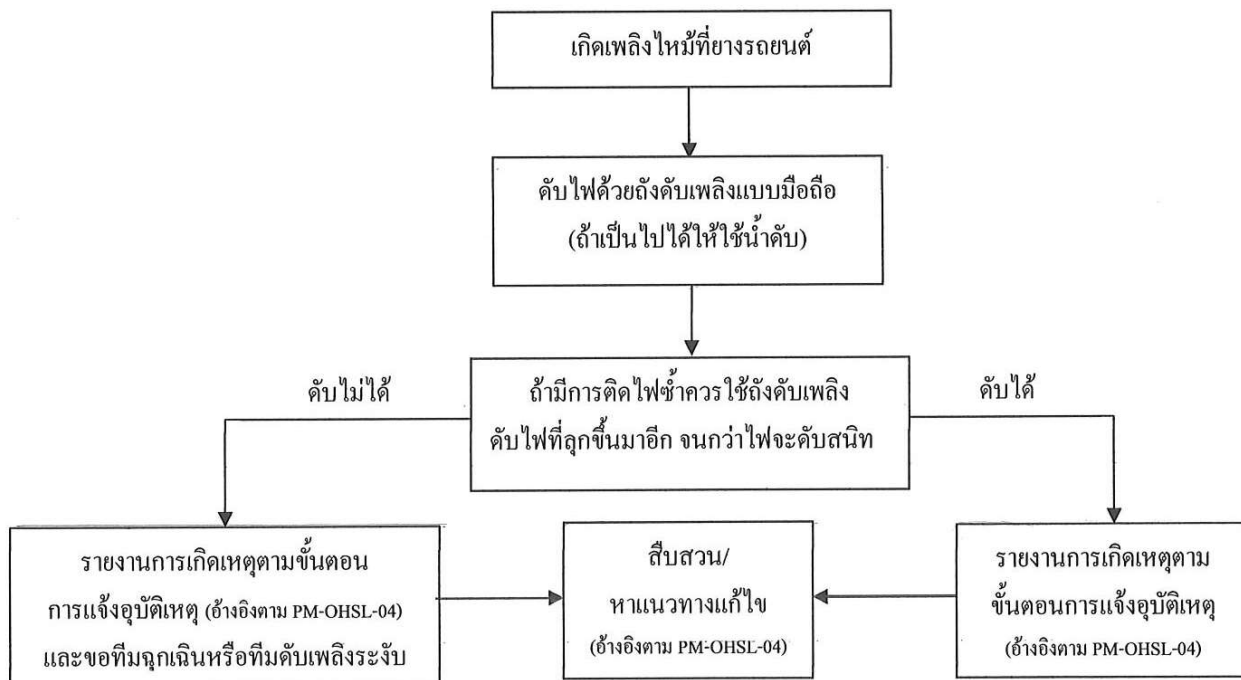 เกิดเพลิงไหม้ที่ยางรถยนต์
ดับไฟด้วยถังดับเพลิงแบบมือถือ
(ถ้าเป็นไปได้ให้ใช้น้ำดับ)
ดับไม่ได้
ถ้ามีการติดไฟซ้ำควรใช้ถังดับเพลิง
ดับไฟที่ลุกขึ้นมาอีก จนกว่าไฟจะดับสนิท
ดับได้
รายงานการเกิดเหตุตามขั้นตอน
การแจ้งอุบัติเหตุ (อ้างอิงตาม PM-OHSL-04)
และขอทีมฉุกเฉินหรือทีมดับเพลิงระงับ
สืบสวน/
หาแนวทางแก้ไข
(อ้างอิงตาม PM-OHSL-04)
รายงานการเกิดเหตุตาม
ขั้นตอนการแจ้งอุบัติเหตุ
(อ้างอิงตาม PM-OHSL-04)